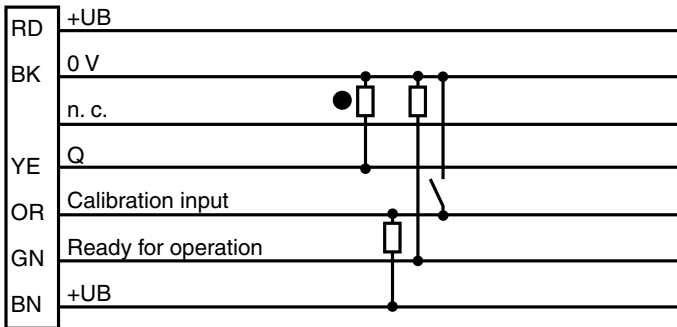 RD +UB
BK 0 V
n. c.
YE Q
OR Calibration input
GN Ready for operation
BN +UB